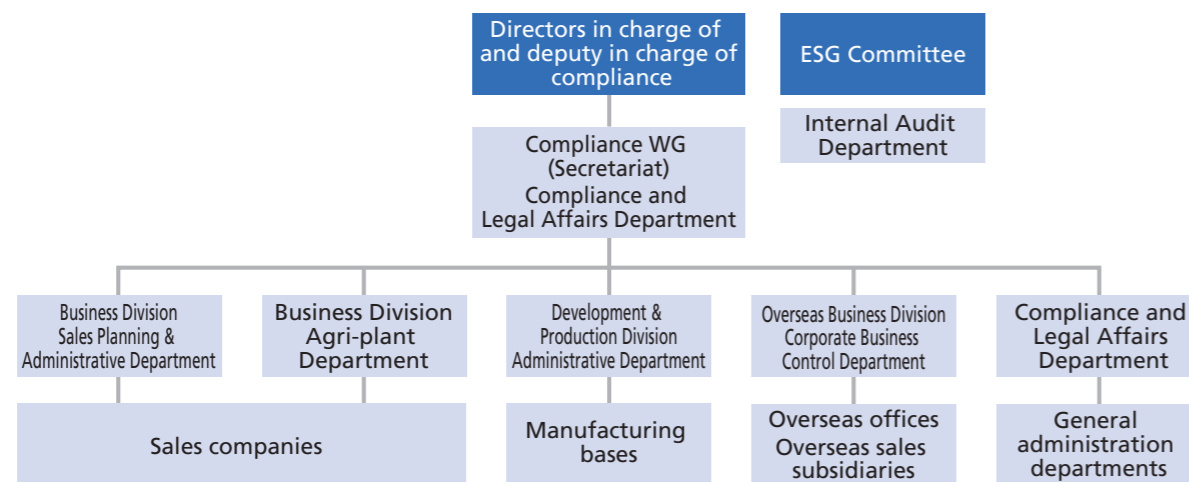 Directors in charge of
and deputy in charge of
compliance
ESG Committee
Internal Audit
Department
Compliance WG
(Secretariat)
Compliance and
Legal Affairs Department
Business Division
Sales Planning &
Administrative Department
Business Division
Agri-plant
Department
Development &
Production Division
Administrative Department
Overseas Business Division
Corporate Business
Control Department
Compliance and
Legal Affairs
Department
Sales companies
Manufacturing
bases
Overseas offices
Overseas sales
subsidiaries
General
administration
departments